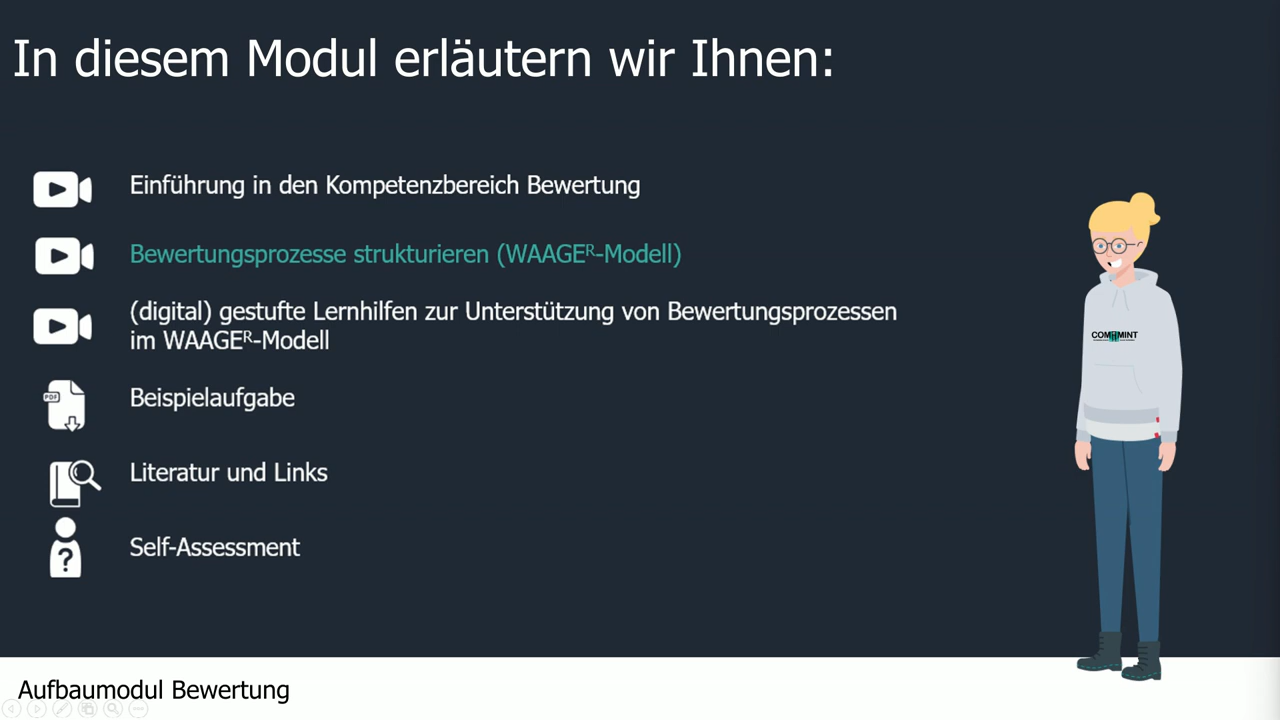 In diesem Modul erläutern wir Ihnen:
Einführung in den Kompetenzbereich Bewertung
Bewertungsprozesse strukturieren (WAAGEᴿ-Modell)
(digital) gestufte Lernhilfen zur Unterstützung von Bewertungsprozessen
im WAAGEᴿ-Modell
PDF
Beispielaufgabe
Literatur und Links
?
Self-Assessment
COMMINT
Aufbaumodul Bewertung